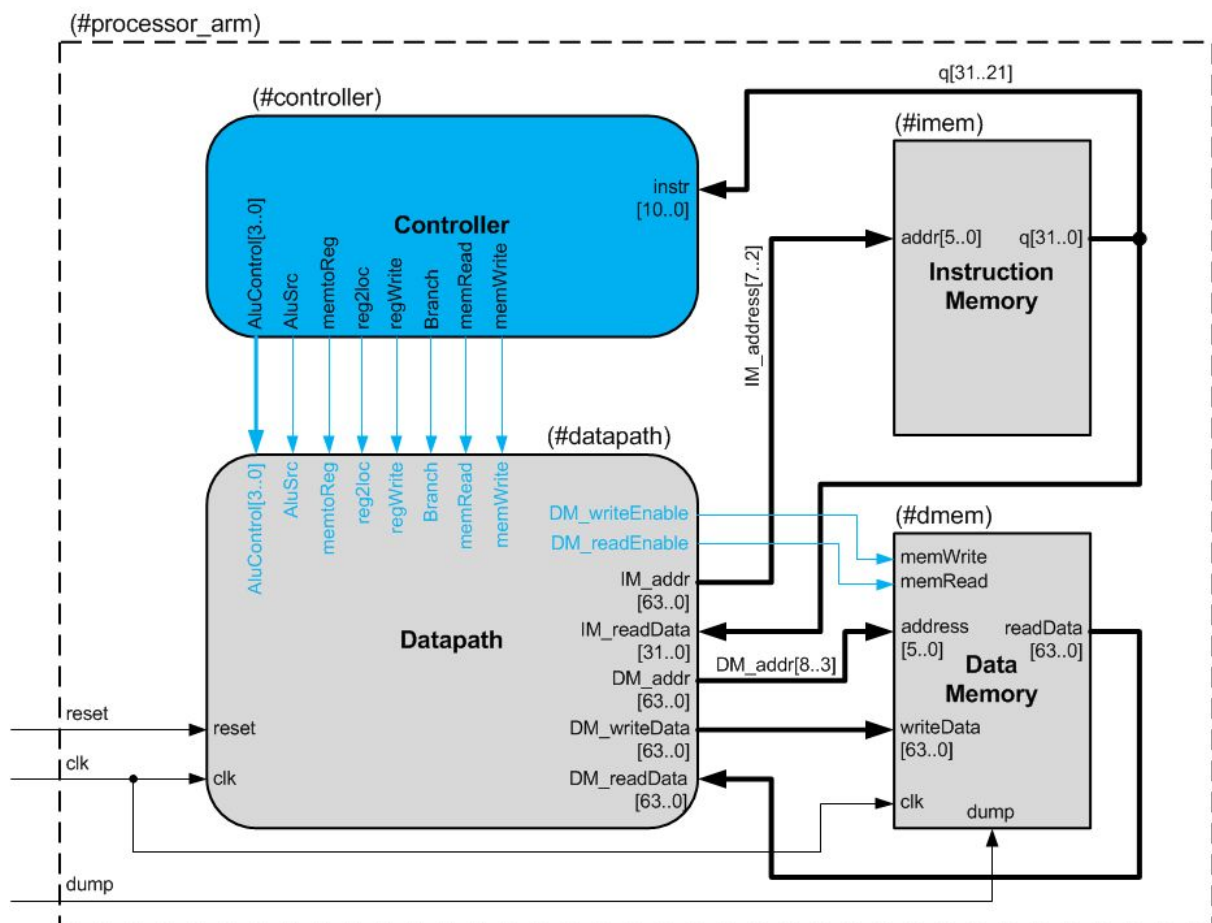 (#processor_arm)
q[31..21]
(#controller)
(#imem)
instr
[10..0]
Controller
AluControl[3..0]
AluSrc
memtoReg
reg2loc
regWrite
Branch
memRead
memWrite
addr[5..0]
q[31..0]
Instruction
Memory
IM_address[7..2]
(#datapath)
AluControl[3..0]
AluSrc
memtoReg
reg2loc
regWrite
Branch
memRead
memWrite
DM_writeEnable
DM_readEnable
IM_addr
[63..0]
IM_readData
[31..0]
DM_addr
[63..0]
DM_writeData
[63..0]
DM_readData
[63..0]
Datapath
reset
clk
DM_addr[8..3]
(#dmem)
memWrite
memRead
address
[5..0]
readData
[63..0]
Data
Memory
writeData
[63..0]
clk
dump
reset
clk
dump